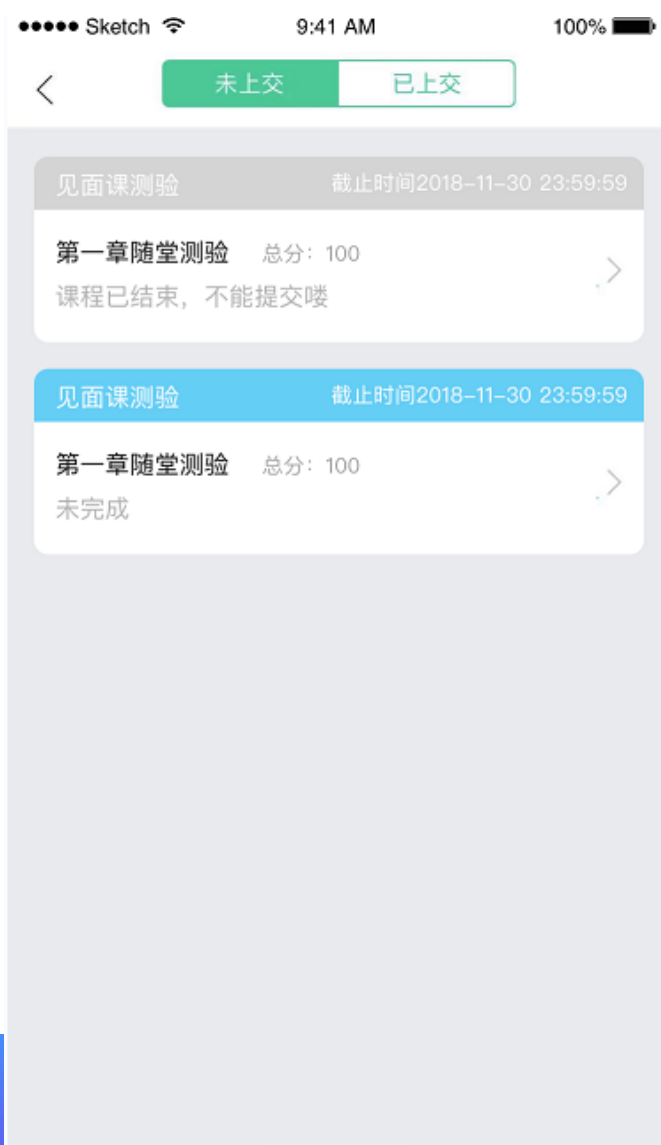 Sketch 9:41 AM 100%
未上交 已上交
见面课测验 截止时间2018-11-30 23:59:59
第一章随堂测验 总分：100
课程已结束，不能提交喽
见面课测验 截止时间2018-11-30 23:59:59
第一章随堂测验 总分：100
未完成